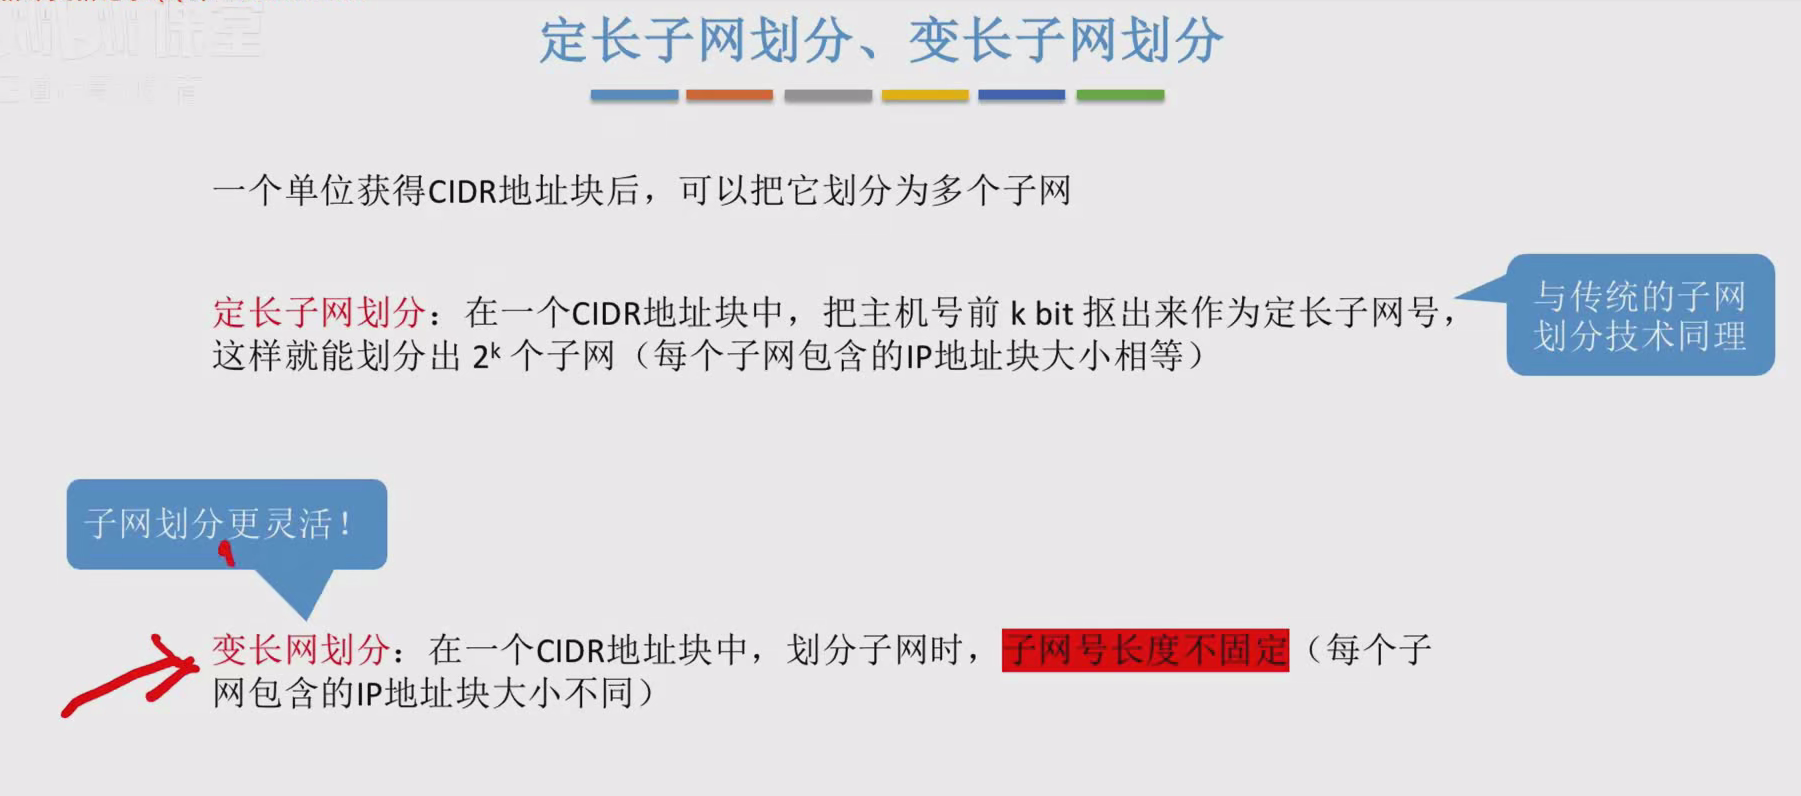 定长子网划分、变长子网划分
一个单位获得CIDR地址块后，可以把它划分为多个子网
定长子网划分：在一个CIDR地址块中，把主机号前 k bit 抠出来作为定长子网号，
这样就能划分出 2ᵏ 个子网（每个子网包含的IP地址块大小相等）
与传统的子网
划分技术同理
子网划分更灵活！
变长网划分：在一个CIDR地址块中，划分子网时，子网号长度不固定（每个子
网包含的IP地址块大小不同）